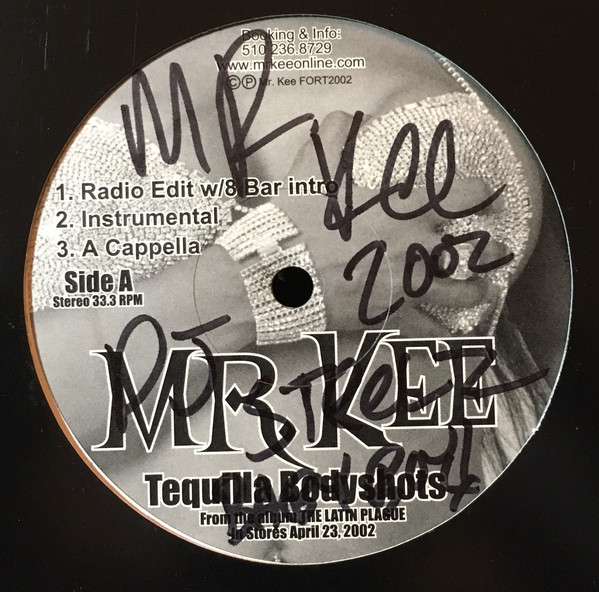 Booking & Info:
510.236.8729
www.mrkeeonline.com
©℗ Mr. Kee FORT2002
MR
Kee
2002
1. Radio Edit w/8 Bar intro
2. Instrumental
3. A Cappella
Side A
Stereo 33.3 RPM
MR. KEE
Tequilla Bodyshots
From the album THE LATIN PLAGUE
In Stores April 23, 2002